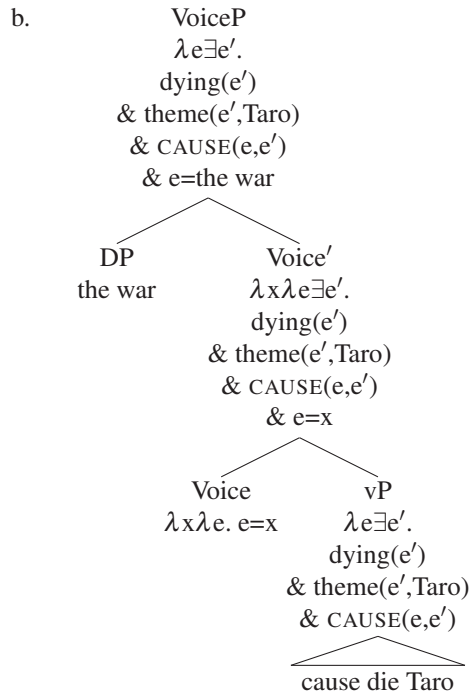 b.
VoiceP
λe∃e′.
dying(e′)
& theme(e′,Taro)
& CAUSE(e,e′)
& e=the war
DP
the war
Voice′
λxλe∃e′.
dying(e′)
& theme(e′,Taro)
& CAUSE(e,e′)
& e=x
Voice
λxλe. e=x
vP
λe∃e′.
dying(e′)
& theme(e′,Taro)
& CAUSE(e,e′)
cause die Taro